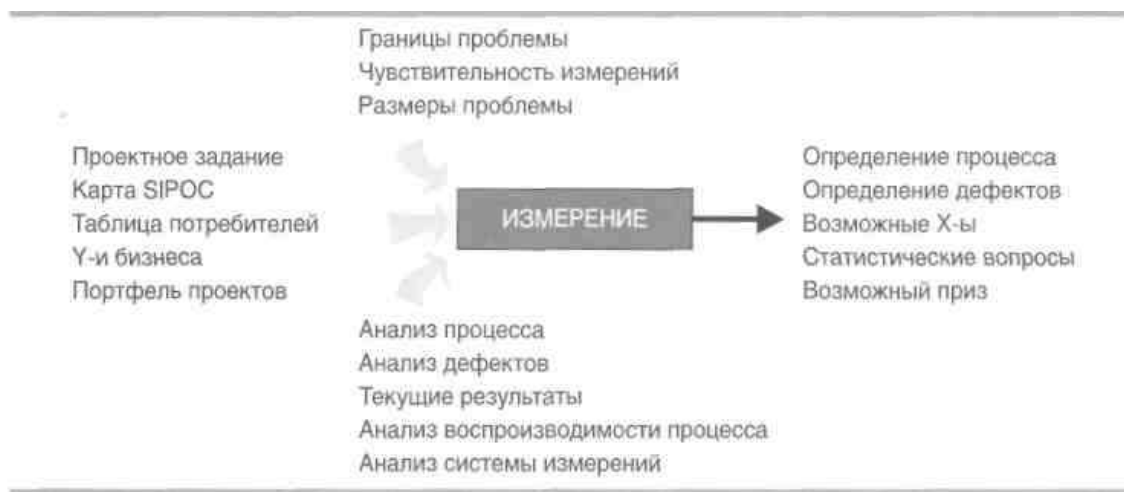 Границы проблемы
Чувствительность измерений
Размеры проблемы
Проектное задание
Карта SIPOC
Таблица потребителей
Y-и бизнеса
Портфель проектов
ИЗМЕРЕНИЕ
Определение процесса
Определение дефектов
Возможные X-ы
Статистические вопросы
Возможный приз
Анализ процесса
Анализ дефектов
Текущие результаты
Анализ воспроизводимости процесса
Анализ системы измерений